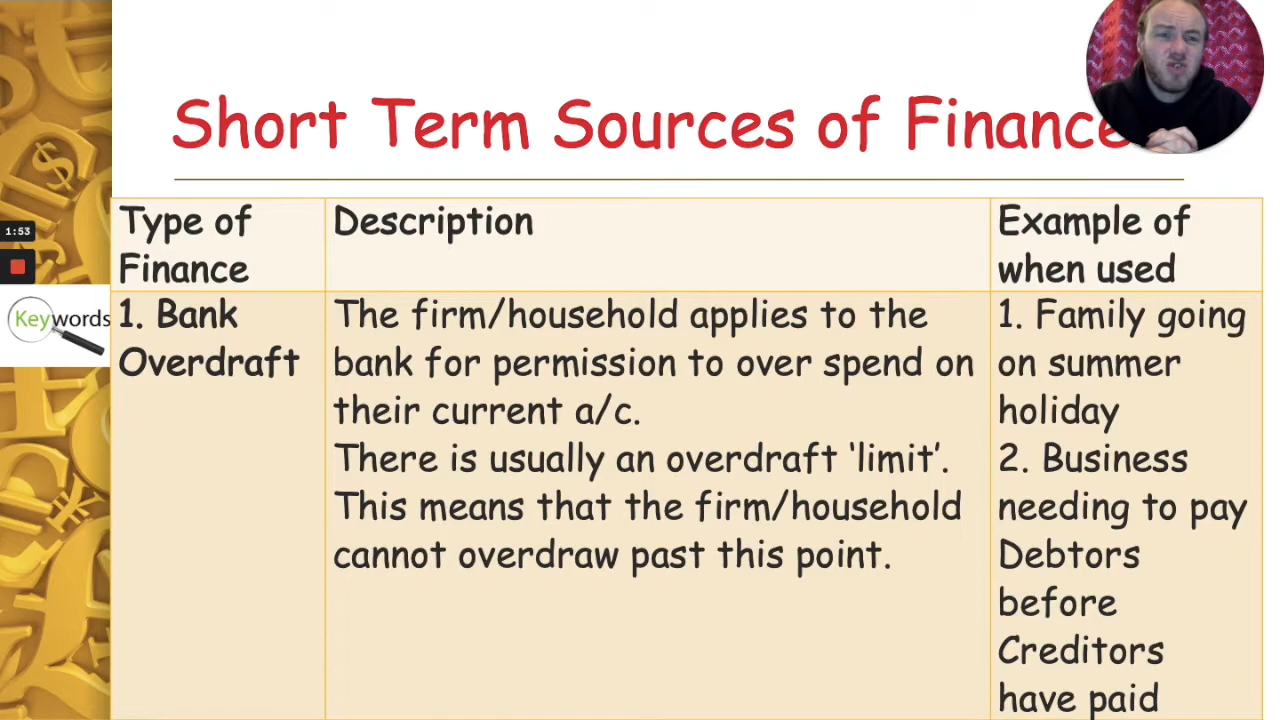 Short Term Sources of Finance
Type of
Finance
Description
Example of
when used
1:53
Keywords
1. Bank
Overdraft
The firm/household applies to the
bank for permission to over spend on
their current a/c.
There is usually an overdraft ‘limit’.
This means that the firm/household
cannot overdraw past this point.
1. Family going
on summer
holiday
2. Business
needing to pay
Debtors
before
Creditors
have paid